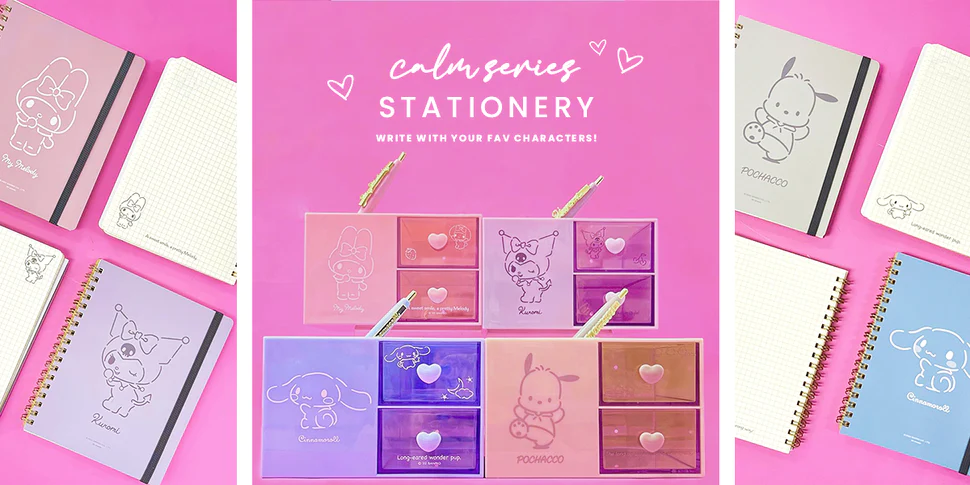 calm series
STATIONERY
WRITE WITH YOUR FAV CHARACTERS!
My Melody
Kuromi
My Melody
A sweet smile, a pretty Melody
Kuromi
Cinnamoroll
Long-eared wonder pup.
POCHACCO
POCHACCO
Long-eared wonder pup.